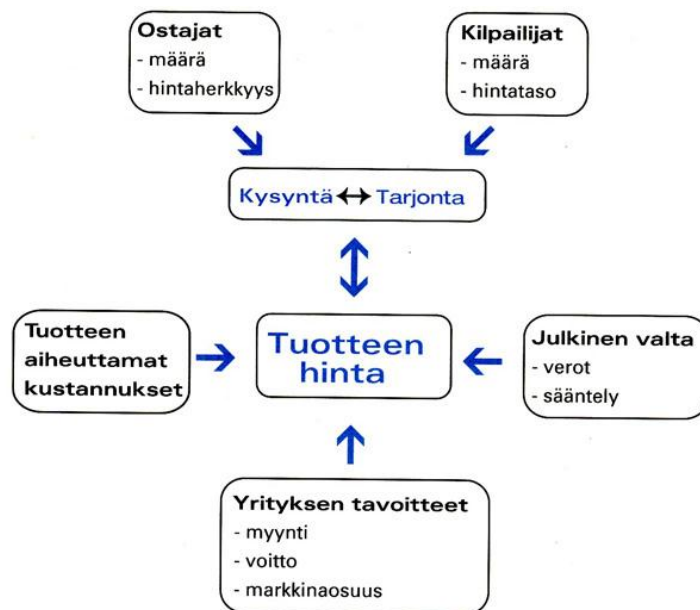 Ostajat
- määrä
- hintaherkkyys
Kilpailijat
- määrä
- hintataso
Kysyntä ↔ Tarjonta
Tuotteen
aiheuttamat
kustannukset
Tuotteen
hinta
Julkinen valta
- verot
- sääntely
Yrityksen tavoitteet
- myynti
- voitto
- markkinaosuus